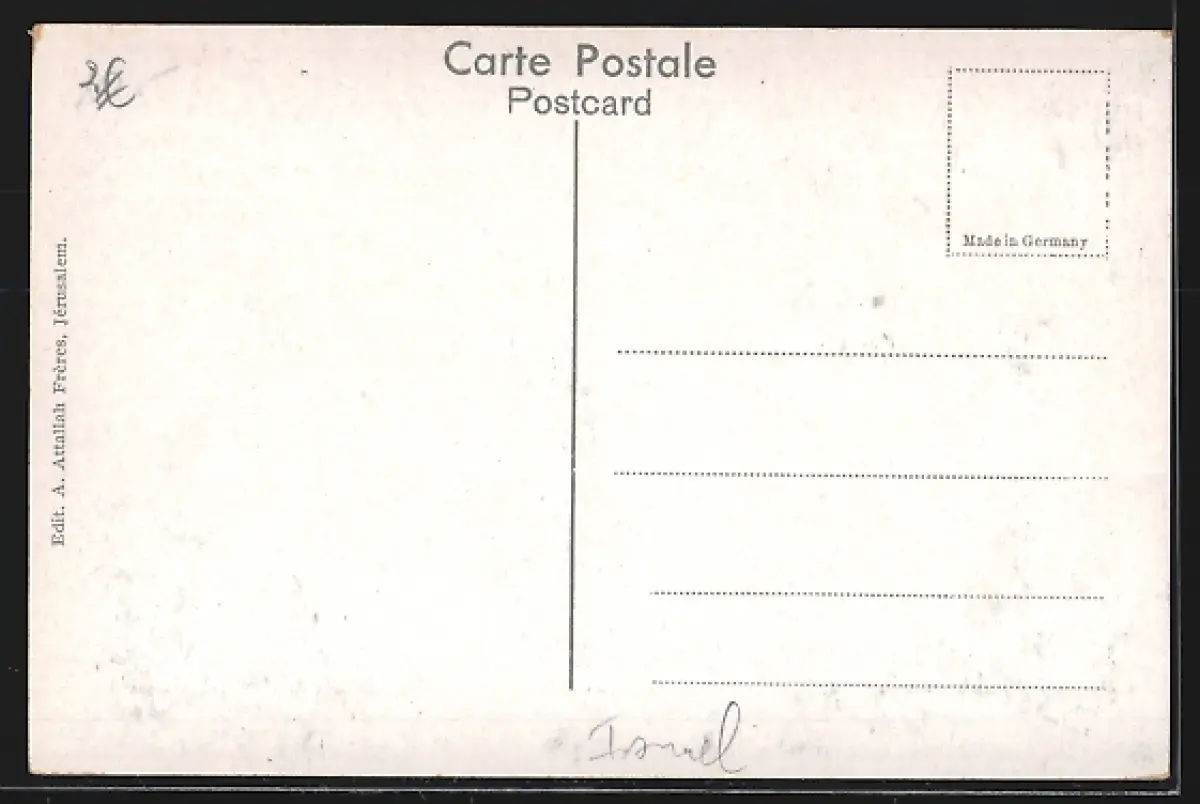 Carte Postale
Postcard
Made in Germany
Edit. A. Attallah Frères, Jérusalem.
Israel